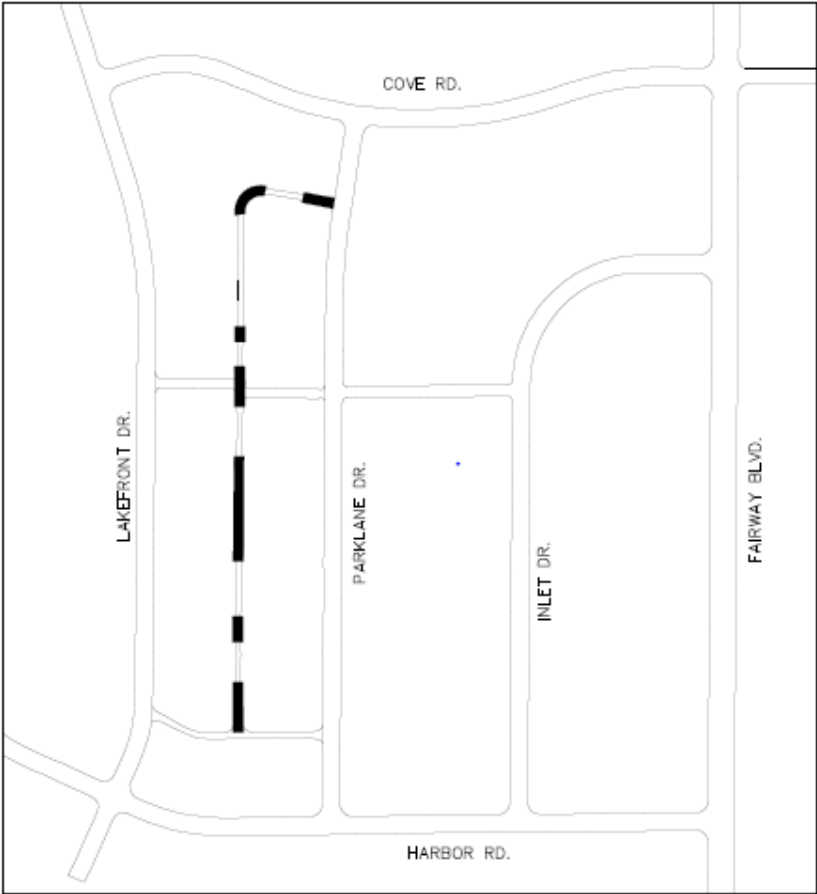 COVE RD.
LAKEFRONT DR.
PARKLANE DR.
INLET DR.
FAIRWAY BLVD.
HARBOR RD.